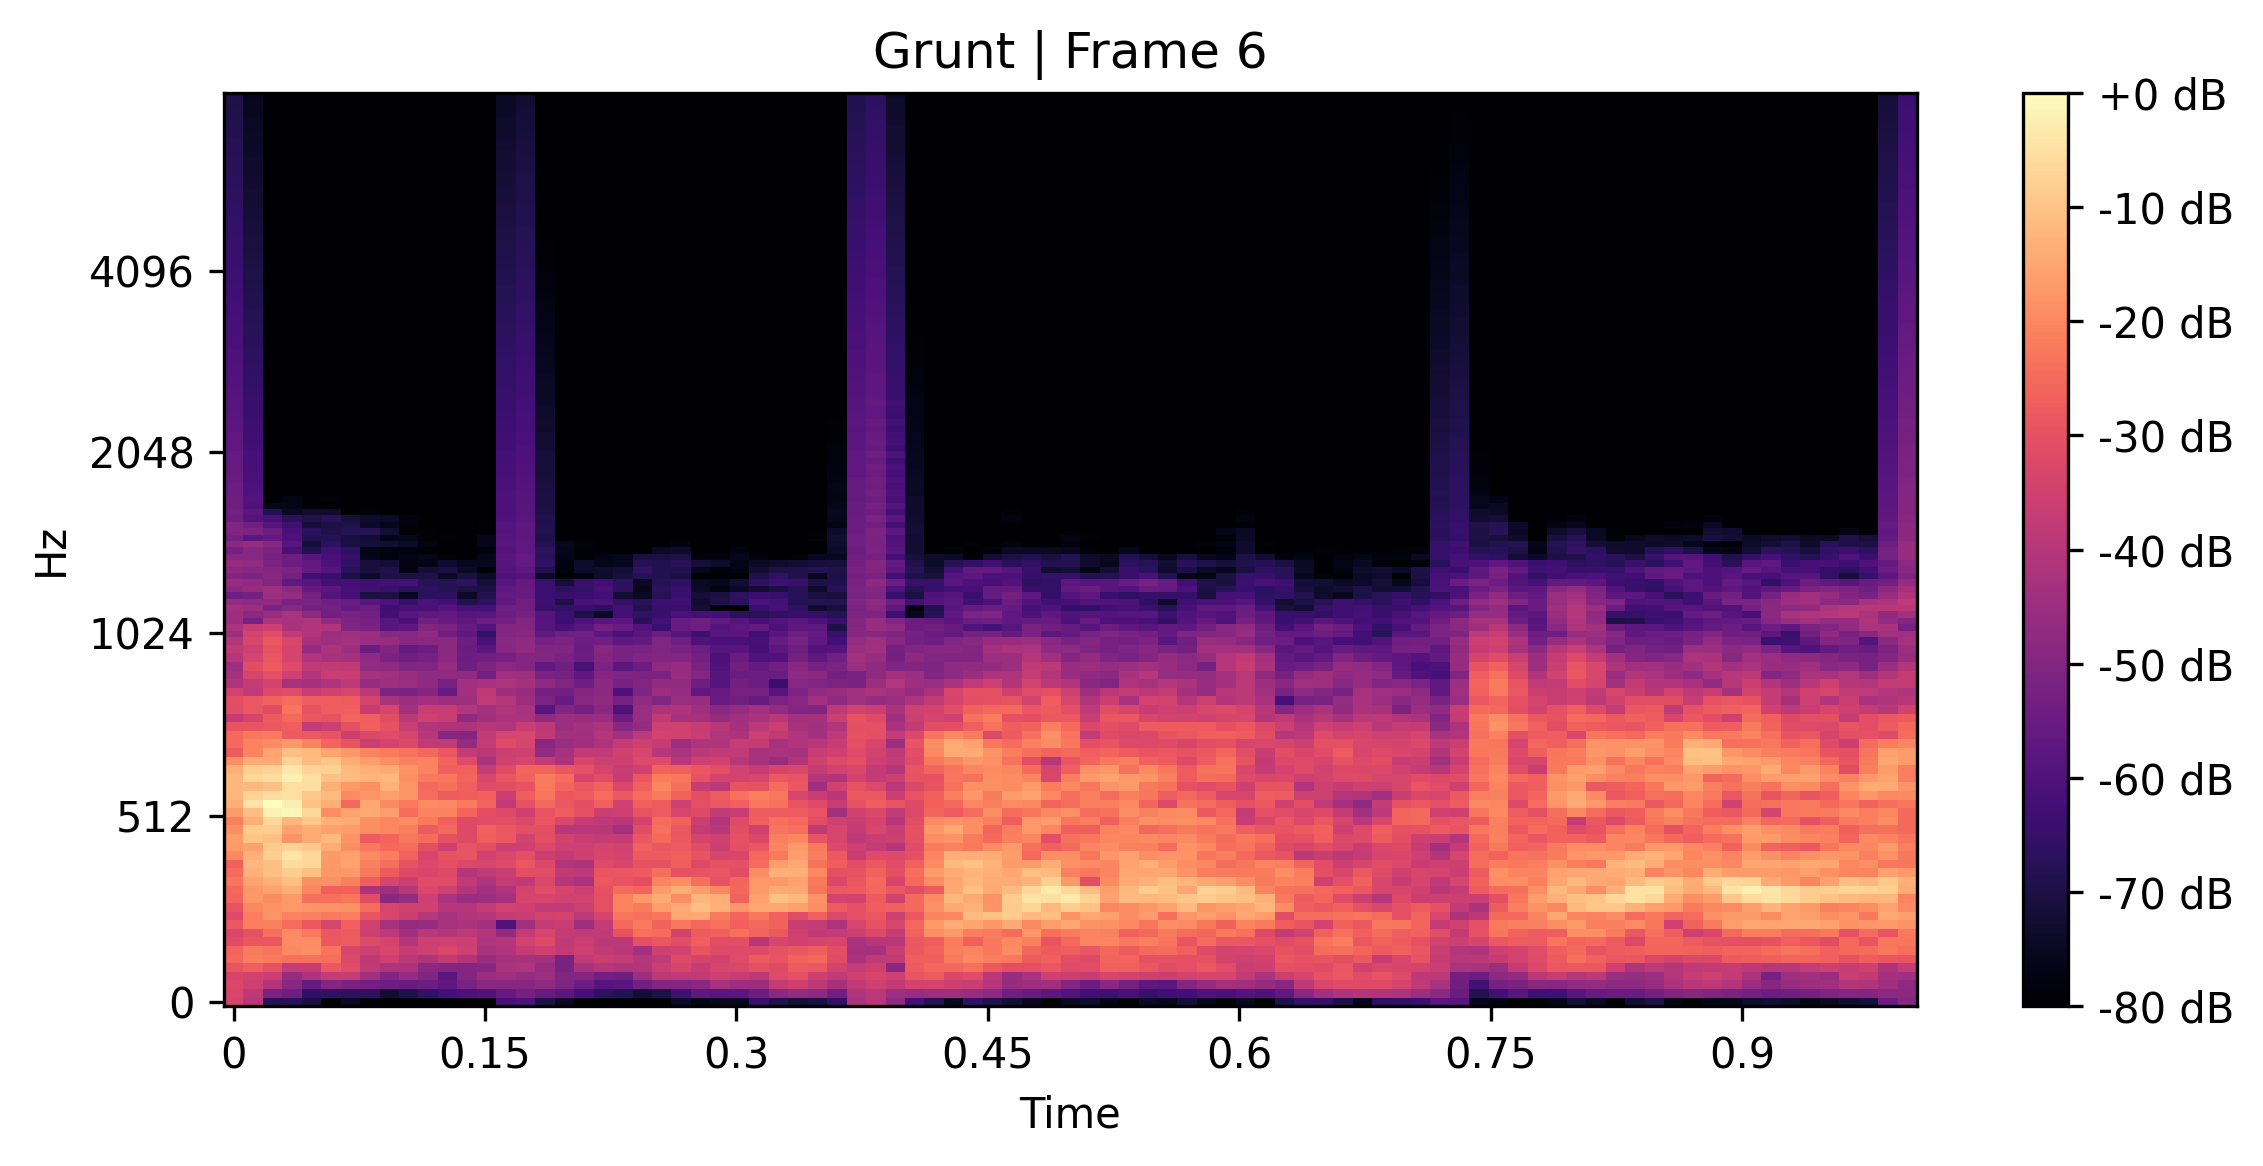 Grunt | Frame 6
Hz
4096
2048
1024
512
0
0 0.15 0.3 0.45 0.6 0.75 0.9
Time
+0 dB
-10 dB
-20 dB
-30 dB
-40 dB
-50 dB
-60 dB
-70 dB
-80 dB